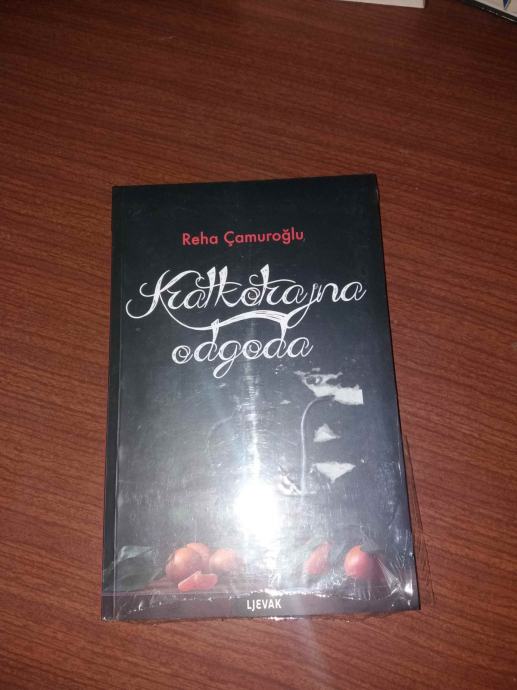 Reha Çamuroğlu
Kratkotrajna
odgoda
LJEVAK